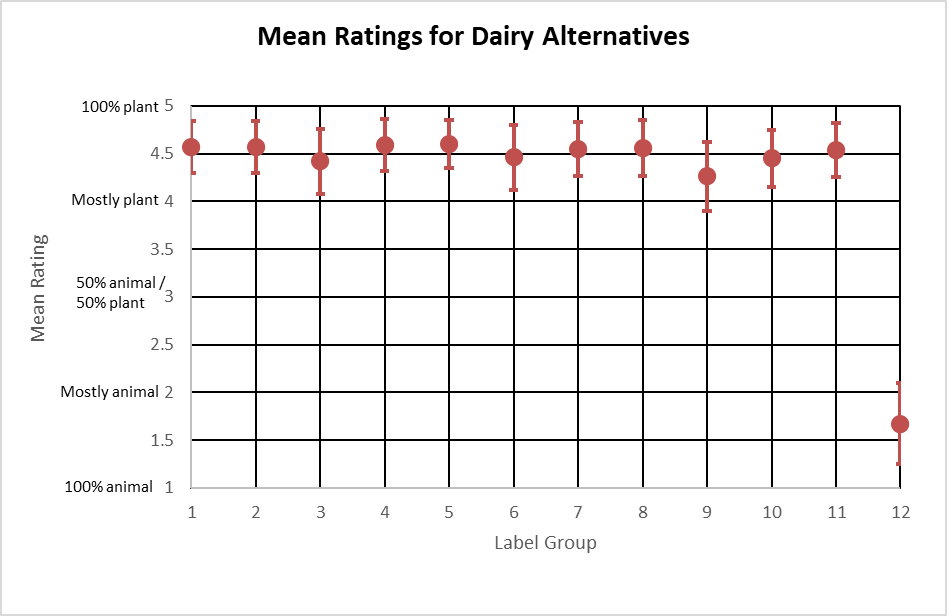 Mean Ratings for Dairy Alternatives
100% plant 5
4.5
Mostly plant 4
3.5
50% animal /
50% plant 3
2.5
Mostly animal 2
1.5
100% animal 1
Mean Rating
1 2 3 4 5 6 7 8 9 10 11 12
Label Group